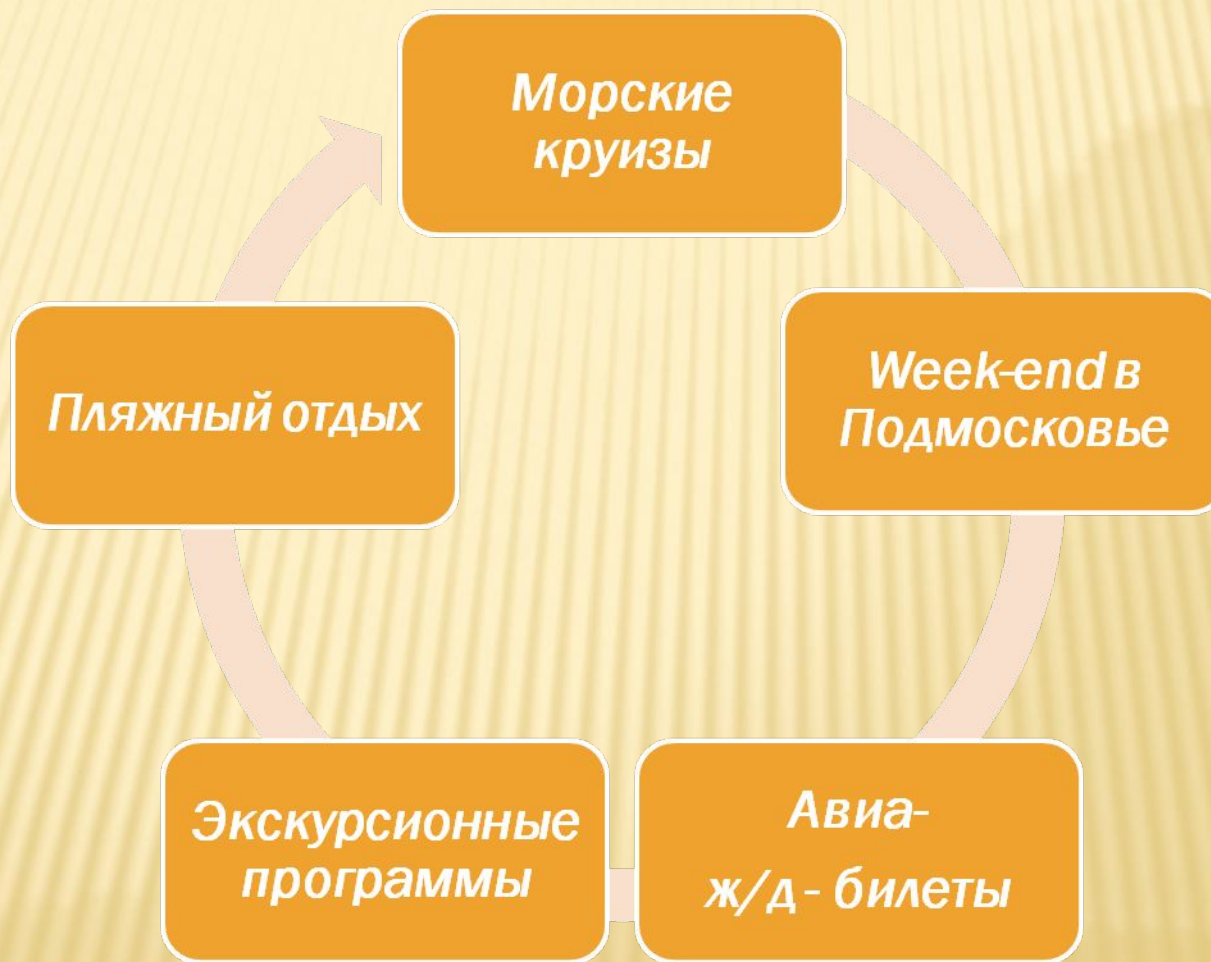 Морские
круизы
Week-end в
Подмосковье
Авиа-
ж/д - билеты
Экскурсионные
программы
Пляжный отдых